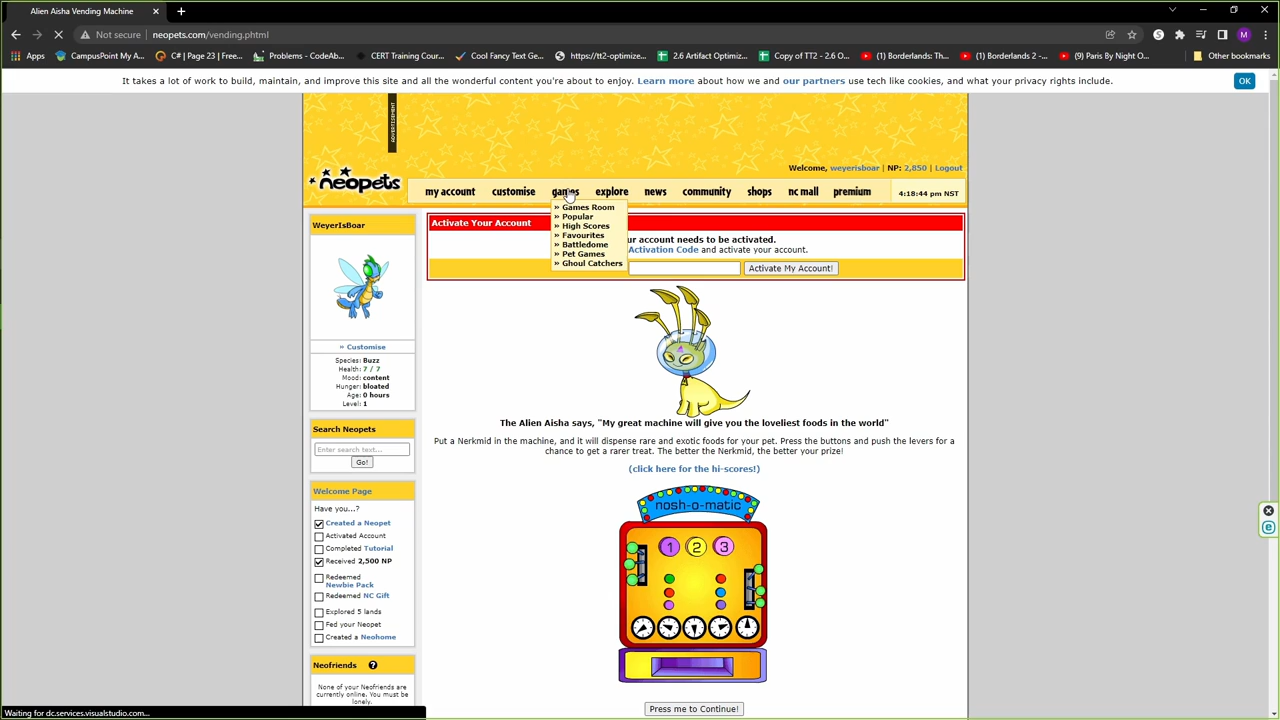 Alien Aisha Vending Machine
Not secure | neopets.com/vending.phtml
M
Apps
CampusPoint My A...
C# | Page 23 | Free...
Problems - CodeAb...
CERT Training Cour...
Cool Fancy Text Ge...
https://tt2-optimize...
2.6 Artifact Optimiz...
Copy of TT2 - 2.6 O...
(1) Borderlands: Th...
(1) Borderlands 2 -...
(9) Paris By Night O...
Other bookmarks
It takes a lot of work to build, maintain, and improve this site and all the wonderful content you're about to enjoy. Learn more about how we and our partners use tech like cookies, and what your privacy rights include.
OK
ADVERTISEMENT
Welcome, weyerisboar | NP: 2,850 | Logout
neopets
my account
customise
games
explore
news
community
shops
nc mall
premium
4:18:44 pm NST
» Games Room
» Popular
» High Scores
» Favourites
» Battledome
» Pet Games
» Ghoul Catchers
WeyerIsBoar
» Customise
Species: Buzz
Health: 7 / 7
Mood: content
Hunger: bloated
Age: 0 hours
Level: 1
Search Neopets
Enter search text...
Go!
Welcome Page
Have you...?
Created a Neopet
Activated Account
Completed Tutorial
Received 2,500 NP
Redeemed
Newbie Pack
Redeemed NC Gift
Explored 5 lands
Fed your Neopet
Created a Neohome
Neofriends ?
None of your Neofriends are
currently online. You must be
lonely.
Activate Your Account
ur account needs to be activated.
Activation Code and activate your account.
Activate My Account!
The Alien Aisha says, "My great machine will give you the loveliest foods in the world"
Put a Nerkmid in the machine, and it will dispense rare and exotic foods for your pet. Press the buttons and push the levers for a
chance to get a rarer treat. The better the Nerkmid, the better your prize!
(click here for the hi-scores!)
nosh-o-matic
1 2 3
Press me to Continue!
Waiting for dc.services.visualstudio.com...